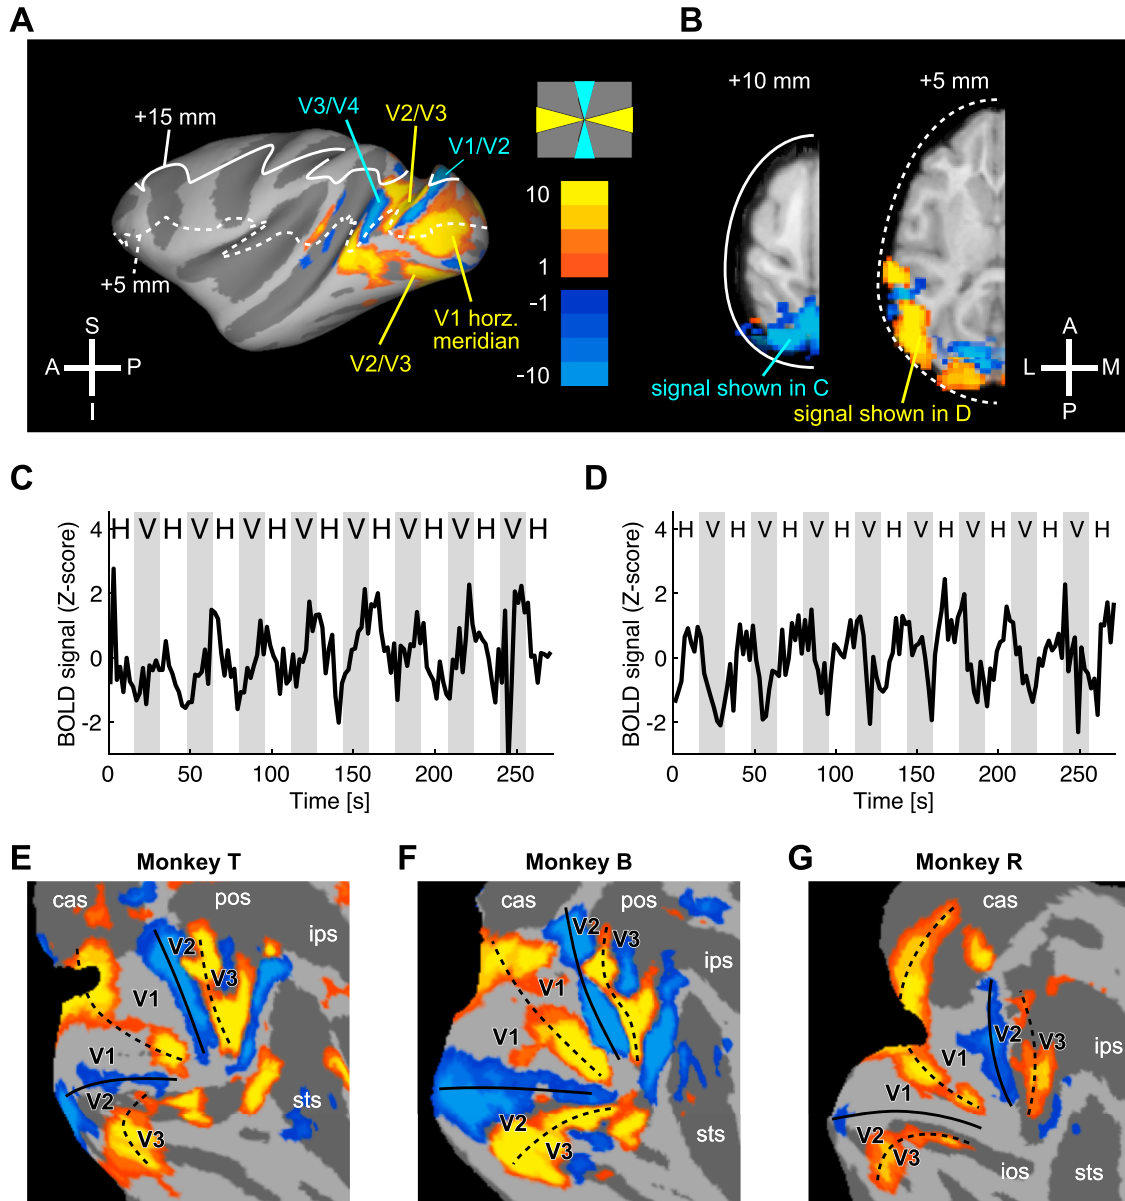 A
B
+10 mm
+5 mm
V3/V4
V2/V3
V1/V2
+15 mm
10
1
-1
-10
+5 mm
V2/V3
V1 horz.
meridian
S
A
P
I
signal shown in C
signal shown in D
A
L
M
P
C
H V H V H V H V H V H V H V H V H
BOLD signal (Z-score)
4
2
0
-2
0 50 100 150 200 250
Time [s]
D
H V H V H V H V H V H V H V H V H
BOLD signal (Z-score)
4
2
0
-2
0 50 100 150 200 250
Time [s]
E
Monkey T
cas
pos
ips
V2
V3
V1
V1
V2
V3
sts
F
Monkey B
cas
pos
ips
V2
V3
V1
V2
V3
sts
G
Monkey R
cas
ips
V2
V3
V1
V1
V2
V3
ios
sts